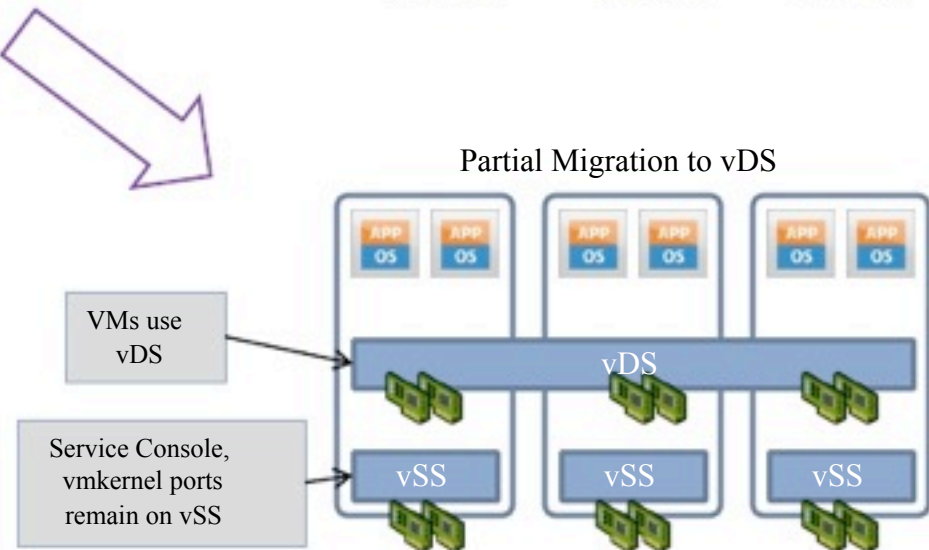 Partial Migration to vDS
APP APP APP APP APP APP
OS OS OS OS OS OS
VMs use
vDS
vDS
Service Console,
vmkernel ports
remain on vSS
vSS vSS vSS